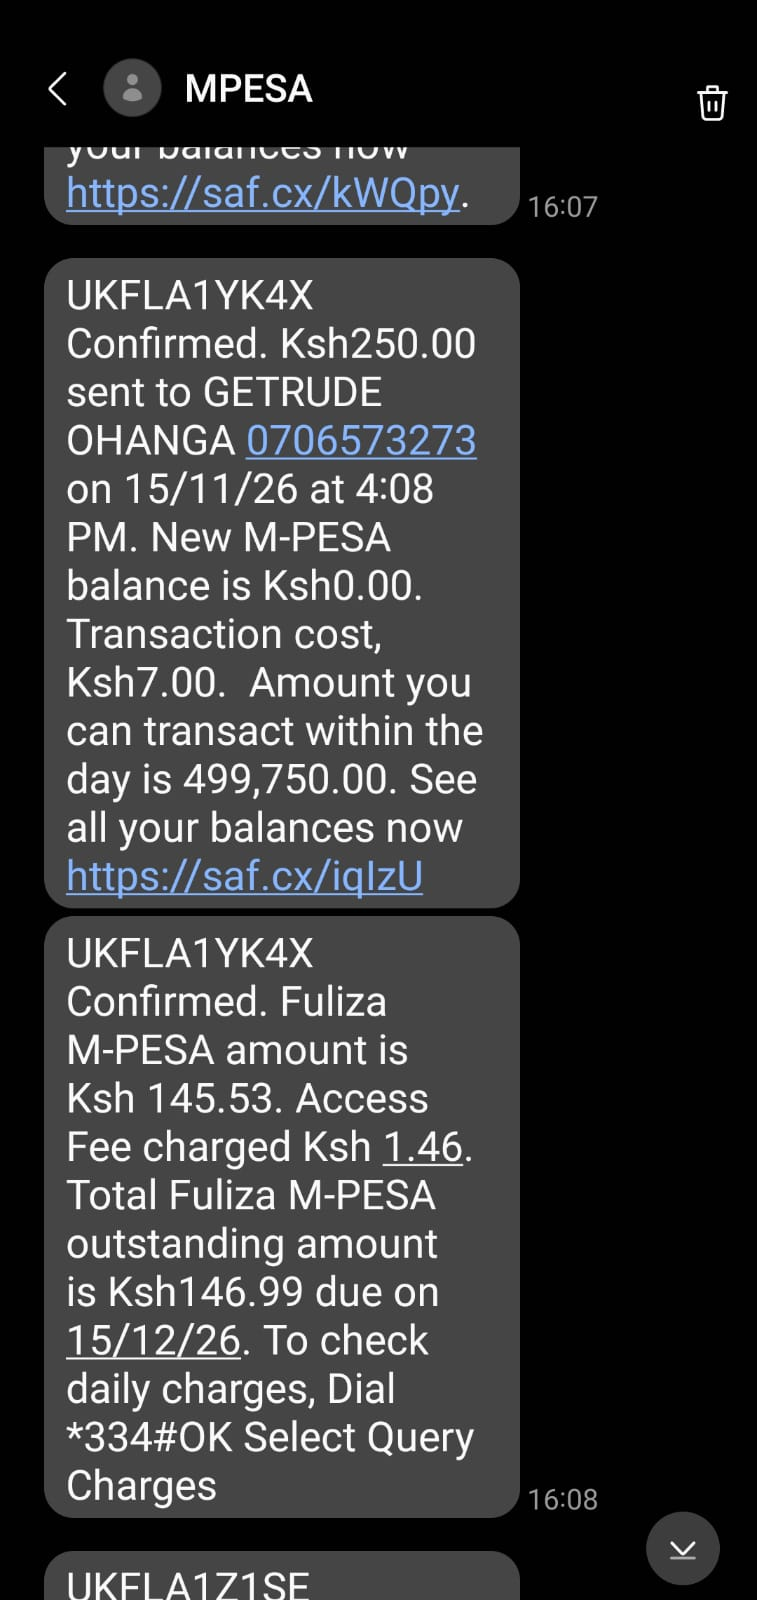 MPESA
your balances now
https://saf.cx/kWQpy.
16:07
UKFLA1YK4X
Confirmed. Ksh250.00
sent to GETRUDE
OHANGA 0706573273
on 15/11/26 at 4:08
PM. New M-PESA
balance is Ksh0.00.
Transaction cost,
Ksh7.00.  Amount you
can transact within the
day is 499,750.00. See
all your balances now
https://saf.cx/iqIzU
UKFLA1YK4X
Confirmed. Fuliza
M-PESA amount is
Ksh 145.53. Access
Fee charged Ksh 1.46.
Total Fuliza M-PESA
outstanding amount
is Ksh146.99 due on
15/12/26. To check
daily charges, Dial
*334#OK Select Query
Charges
16:08
UKFLA1Z1SE